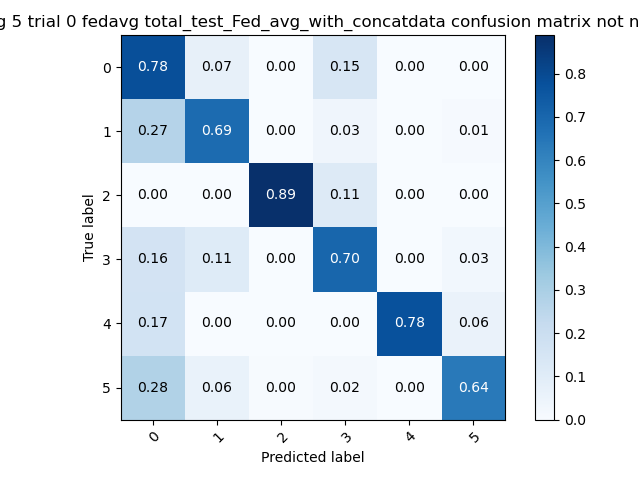 g 5 trial 0 fedavg total_test_Fed_avg_with_concatdata confusion matrix not n
0 0.78 0.07 0.00 0.15 0.00 0.00
1 0.27 0.69 0.00 0.03 0.00 0.01
2 0.00 0.00 0.89 0.11 0.00 0.00
3 0.16 0.11 0.00 0.70 0.00 0.03
4 0.17 0.00 0.00 0.00 0.78 0.06
5 0.28 0.06 0.00 0.02 0.00 0.64
0 1 2 3 4 5
True label
Predicted label
0.8
0.7
0.6
0.5
0.4
0.3
0.2
0.1
0.0